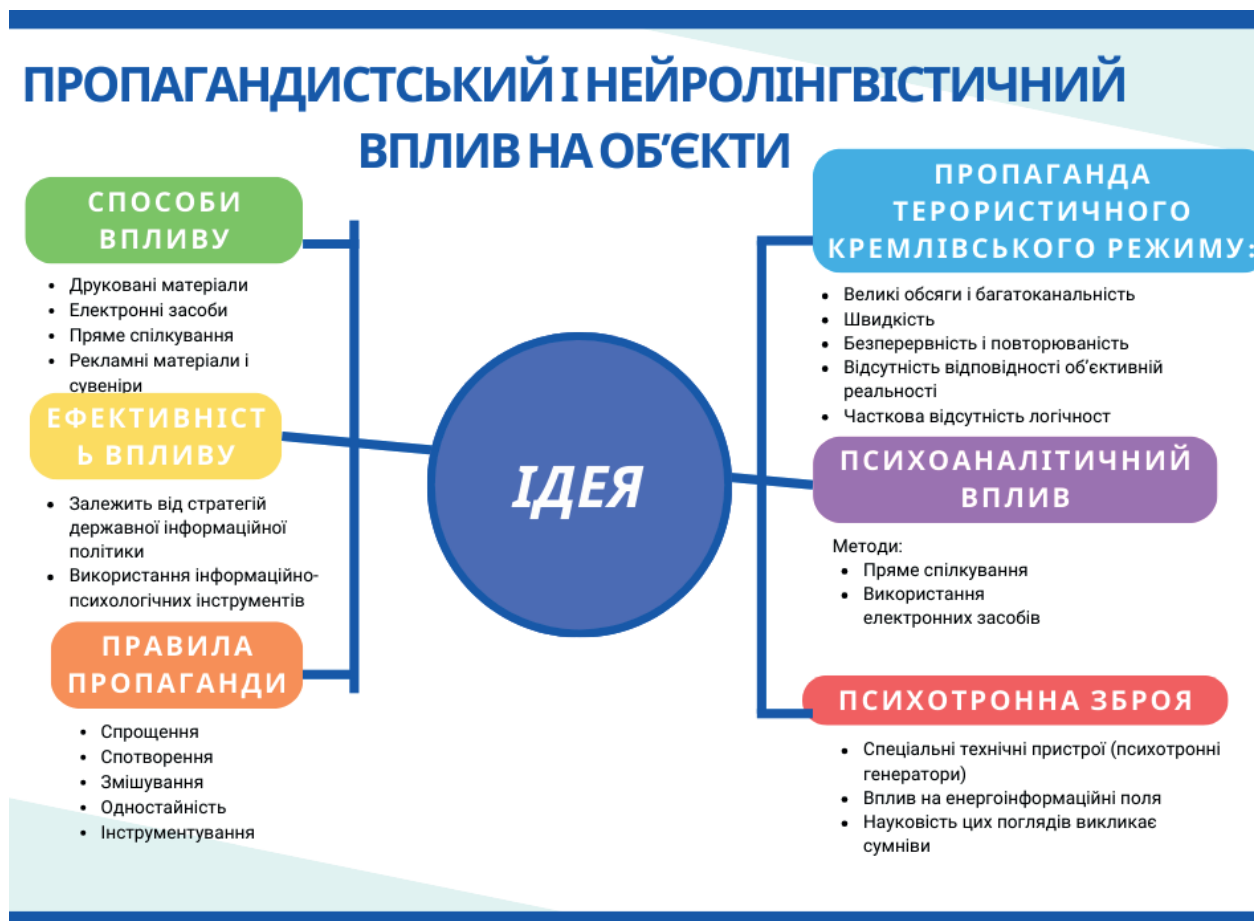 ПРОПАГАНДИСТСЬКИЙ І НЕЙРОЛІНГВІСТИЧНИЙ
ВПЛИВ НА ОБ’ЄКТИ
СПОСОБИ
ВПЛИВУ
• Друковані матеріали
• Електронні засоби
• Пряме спілкування
• Рекламні матеріали і
сувеніри
ЕФЕКТИВНІСТ
Ь ВПЛИВУ
• Залежить від стратегій
державної інформаційної
політики
• Використання інформаційно-
психологічних інструментів
ПРАВИЛА
ПРОПАГАНДИ
• Спрощення
• Спотворення
• Змішування
• Одностайність
• Інструментування
ІДЕЯ
ПРОПАГАНДА
ТЕРОРИСТИЧНОГО
КРЕМЛІВСЬКОГО РЕЖИМУ:
• Великі обсяги і багатоканальність
• Швидкість
• Безперервність і повторюваність
• Відсутність відповідності об’єктивній
реальності
• Часткова відсутність логічност
ПСИХОАНАЛІТИЧНИЙ
ВПЛИВ
Методи:
• Пряме спілкування
• Використання
електронних засобів
ПСИХОТРОННА ЗБРОЯ
• Спеціальні технічні пристрої (психотронні
генератори)
• Вплив на енергоінформаційні поля
• Науковість цих поглядів викликає
сумніви